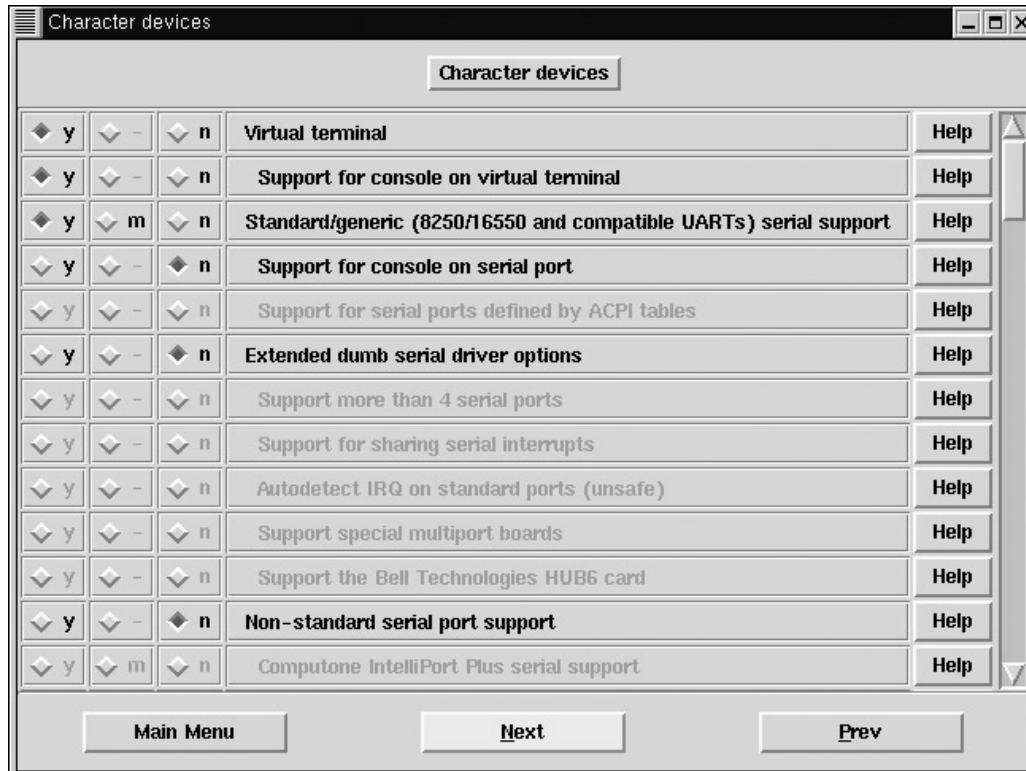 Character devices
Character devices
y - n Virtual terminal Help
y - n Support for console on virtual terminal Help
y m n Standard/generic (8250/16550 and compatible UARTs) serial support Help
y - n Support for console on serial port Help
y - n Support for serial ports defined by ACPI tables Help
y - n Extended dumb serial driver options Help
y - n Support more than 4 serial ports Help
y - n Support for sharing serial interrupts Help
y - n Autodetect IRQ on standard ports (unsafe) Help
y - n Support special multiport boards Help
y - n Support the Bell Technologies HUB6 card Help
y - n Non-standard serial port support Help
y m n Computone IntelliPort Plus serial support Help
Main Menu Next Prev